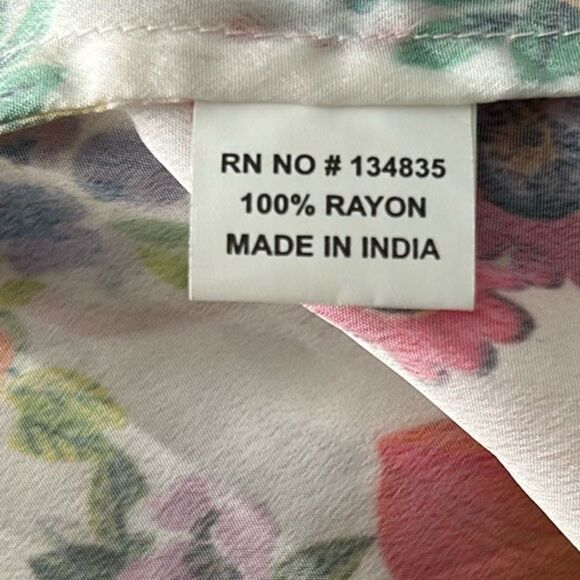 RN NO # 134835
100% RAYON
MADE IN INDIA